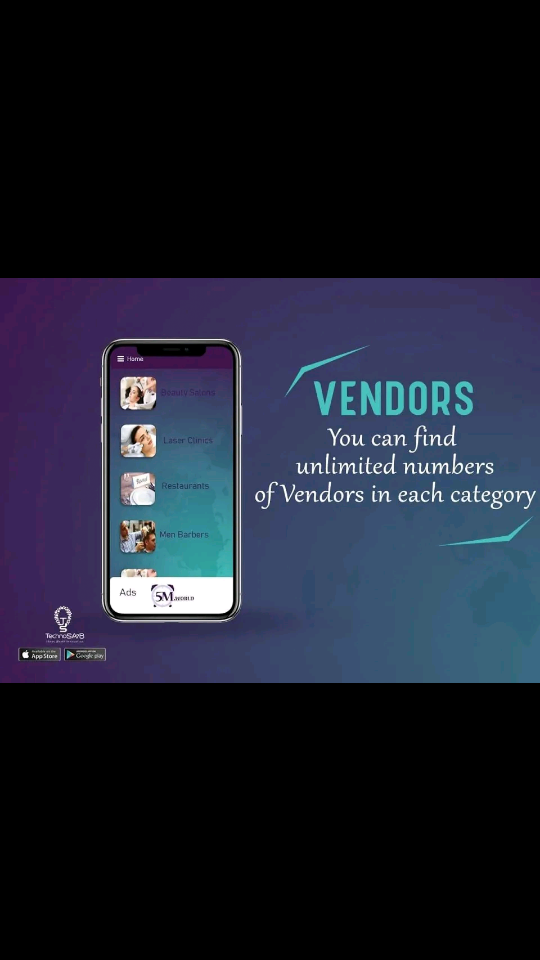 Home
Beauty Salons
Laser Clinics
Restaurants
Men Barbers
Ads
5M.WORLD
VENDORS
You can find
unlimited numbers
of Vendors in each category
TechnoSAYB
App Store
Google play